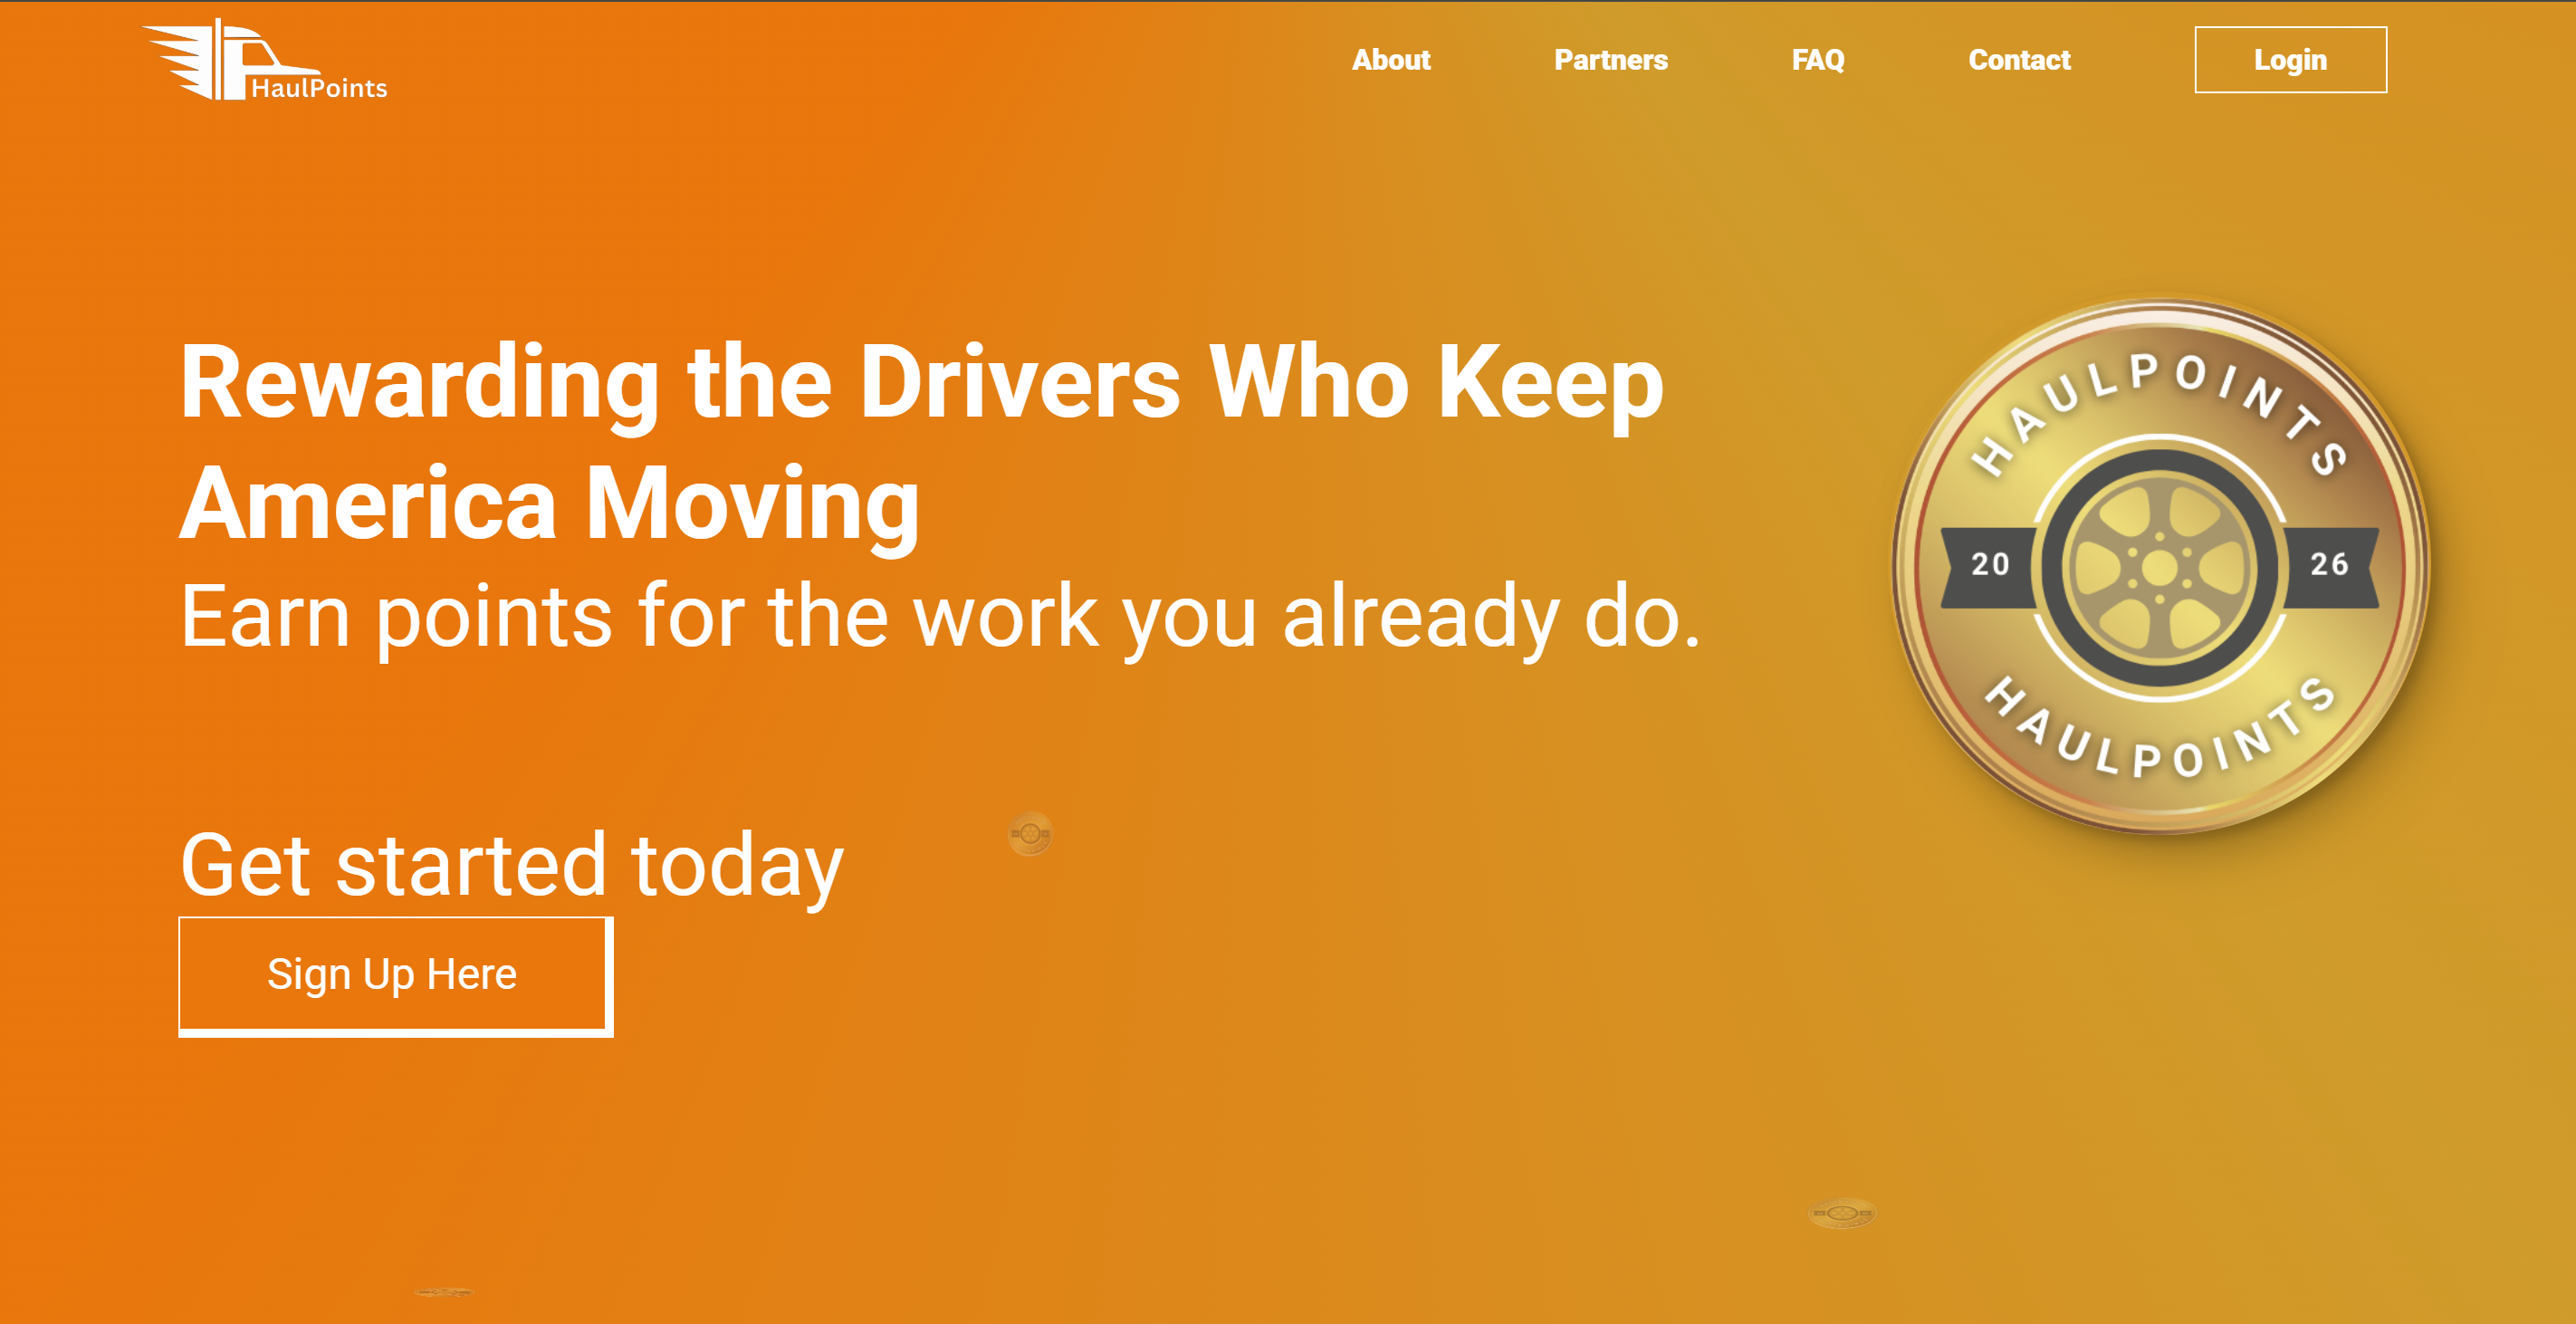 HaulPoints
About
Partners
FAQ
Contact
Login
Rewarding the Drivers Who Keep
America Moving
Earn points for the work you already do.
HAULPOINTS
20
26
HAULPOINTS
Get started today
Sign Up Here